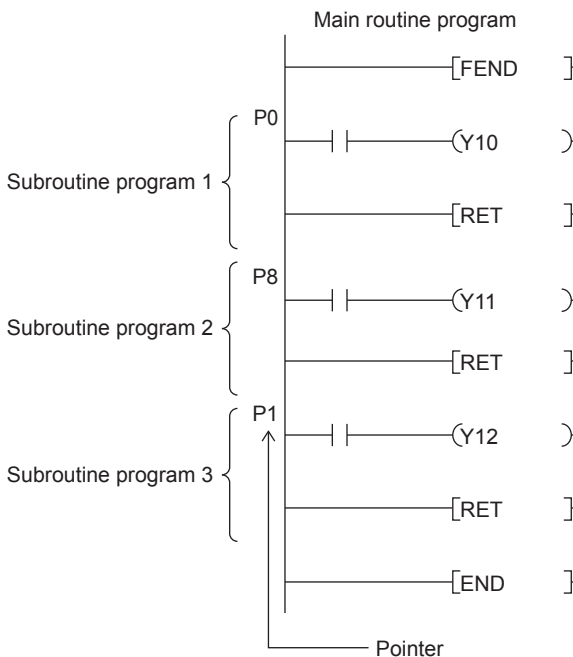 Main routine program
FEND
P0
Y10
Subroutine program 1
RET
P8
Y11
Subroutine program 2
RET
P1
Y12
Subroutine program 3
RET
END
Pointer